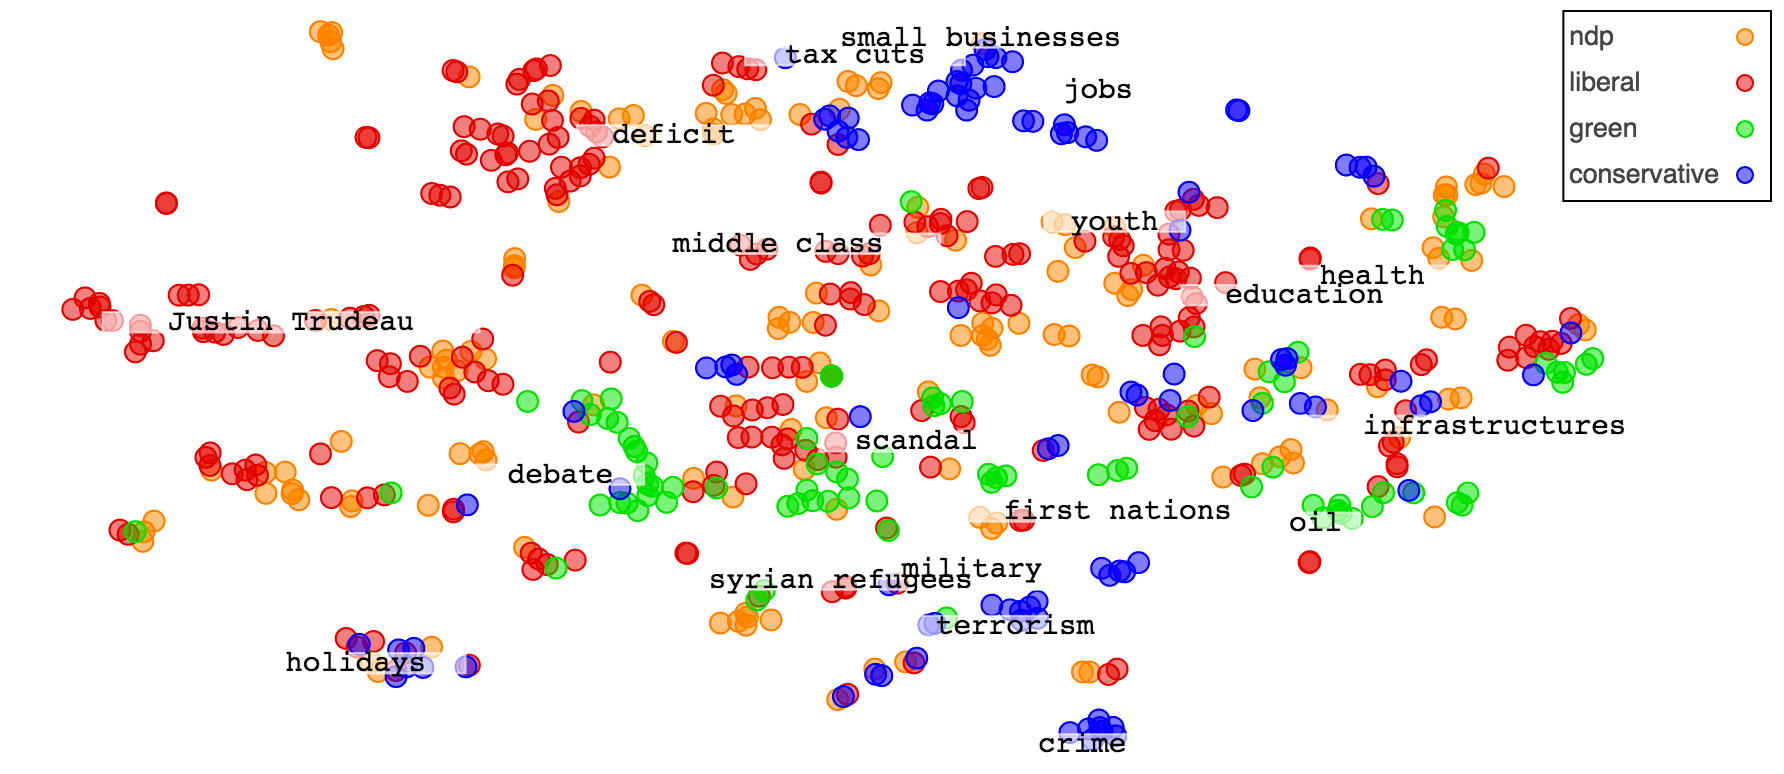 small businesses
tax cuts
jobs
deficit
youth
middle class
health
education
Justin Trudeau
infrastructures
scandal
debate
first nations
oil
military
syrian refugees
terrorism
holidays
crime
ndp
liberal
green
conservative